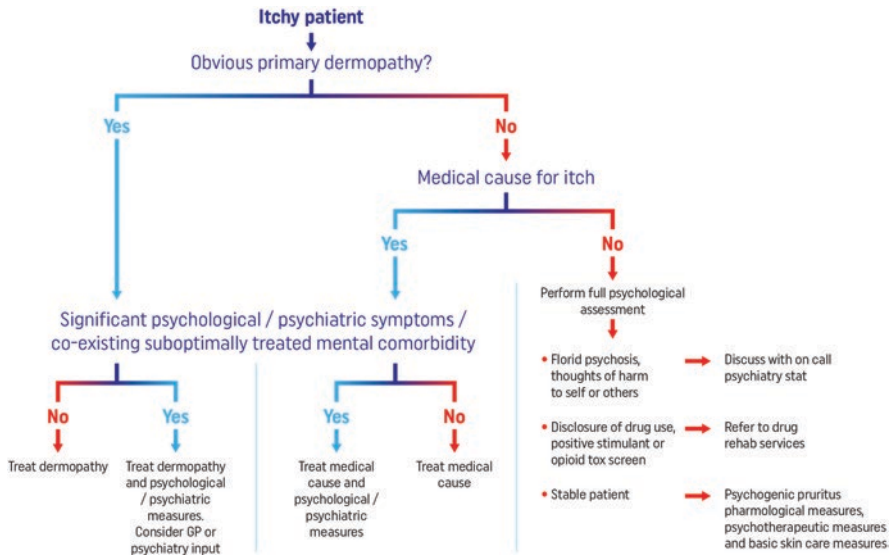 Itchy patient
Obvious primary dermopathy?
Yes
No
Medical cause for itch
Yes
No
Perform full psychological
assessment
Significant psychological / psychiatric symptoms /
co-existing suboptimally treated mental comorbidity
No
Yes
Yes
No
Treat dermopathy
Treat dermopathy
and psychological
/ psychiatric
measures.
Consider GP or
psychiatry input
Treat medical
cause and
psychological /
psychiatric
measures
Treat medical
cause
• Florid psychosis,
thoughts of harm
to self or others
Discuss with on call
psychiatry stat
• Disclosure of drug use,
positive stimulant or
opioid tox screen
Refer to drug
rehab services
• Stable patient
Psychogenic pruritus
pharmological measures,
psychotherapeutic measures
and basic skin care measures